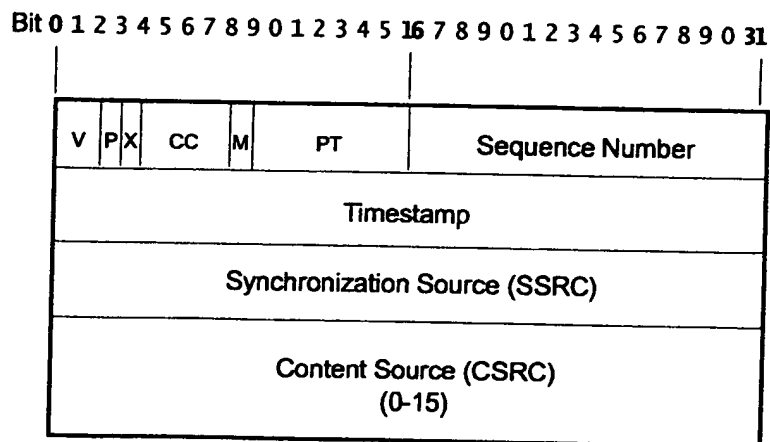 Bit 0 1 2 3 4 5 6 7 8 9 0 1 2 3 4 5 16 7 8 9 0 1 2 3 4 5 6 7 8 9 0 31
V P X CC M PT Sequence Number
Timestamp
Synchronization Source (SSRC)
Content Source (CSRC)
(0-15)